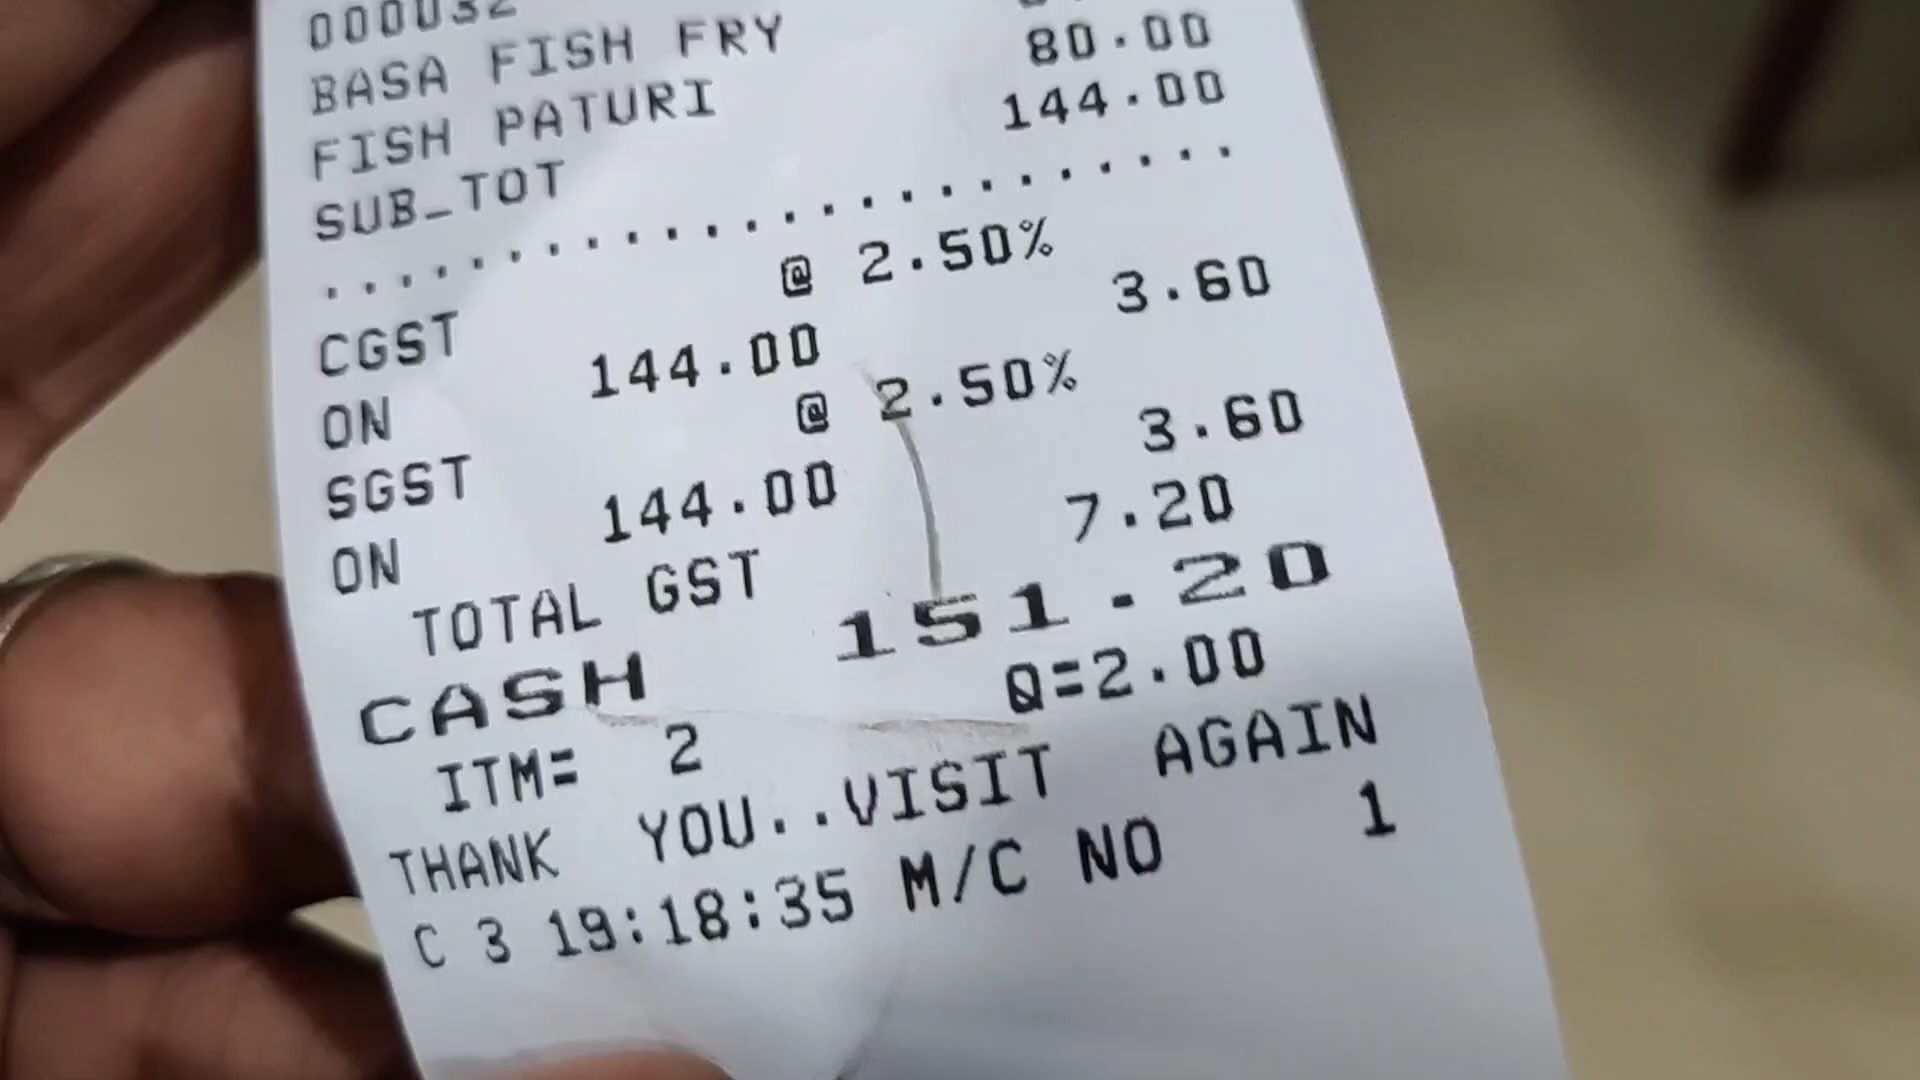 000032
BASA FISH FRY
FISH PATURI 80.00
SUB_TOT 144.00
........................
CGST @ 2.50%
ON 144.00 3.60
SGST @ 2.50%
ON 144.00 3.60
TOTAL GST 7.20
CASH 151.20
ITM= 2 Q=2.00
THANK YOU..VISIT AGAIN
C 3 19:18:35 M/C NO 1